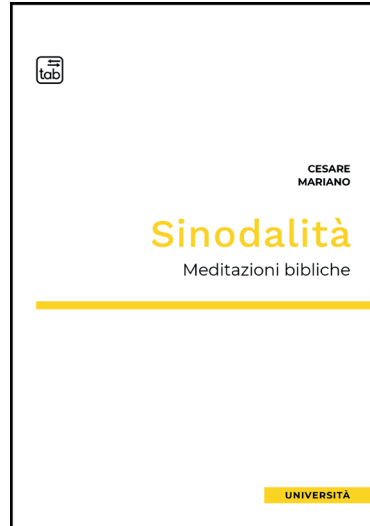 tab
CESARE
MARIANO
Sinodalità
Meditazioni bibliche
UNIVERSITÀ